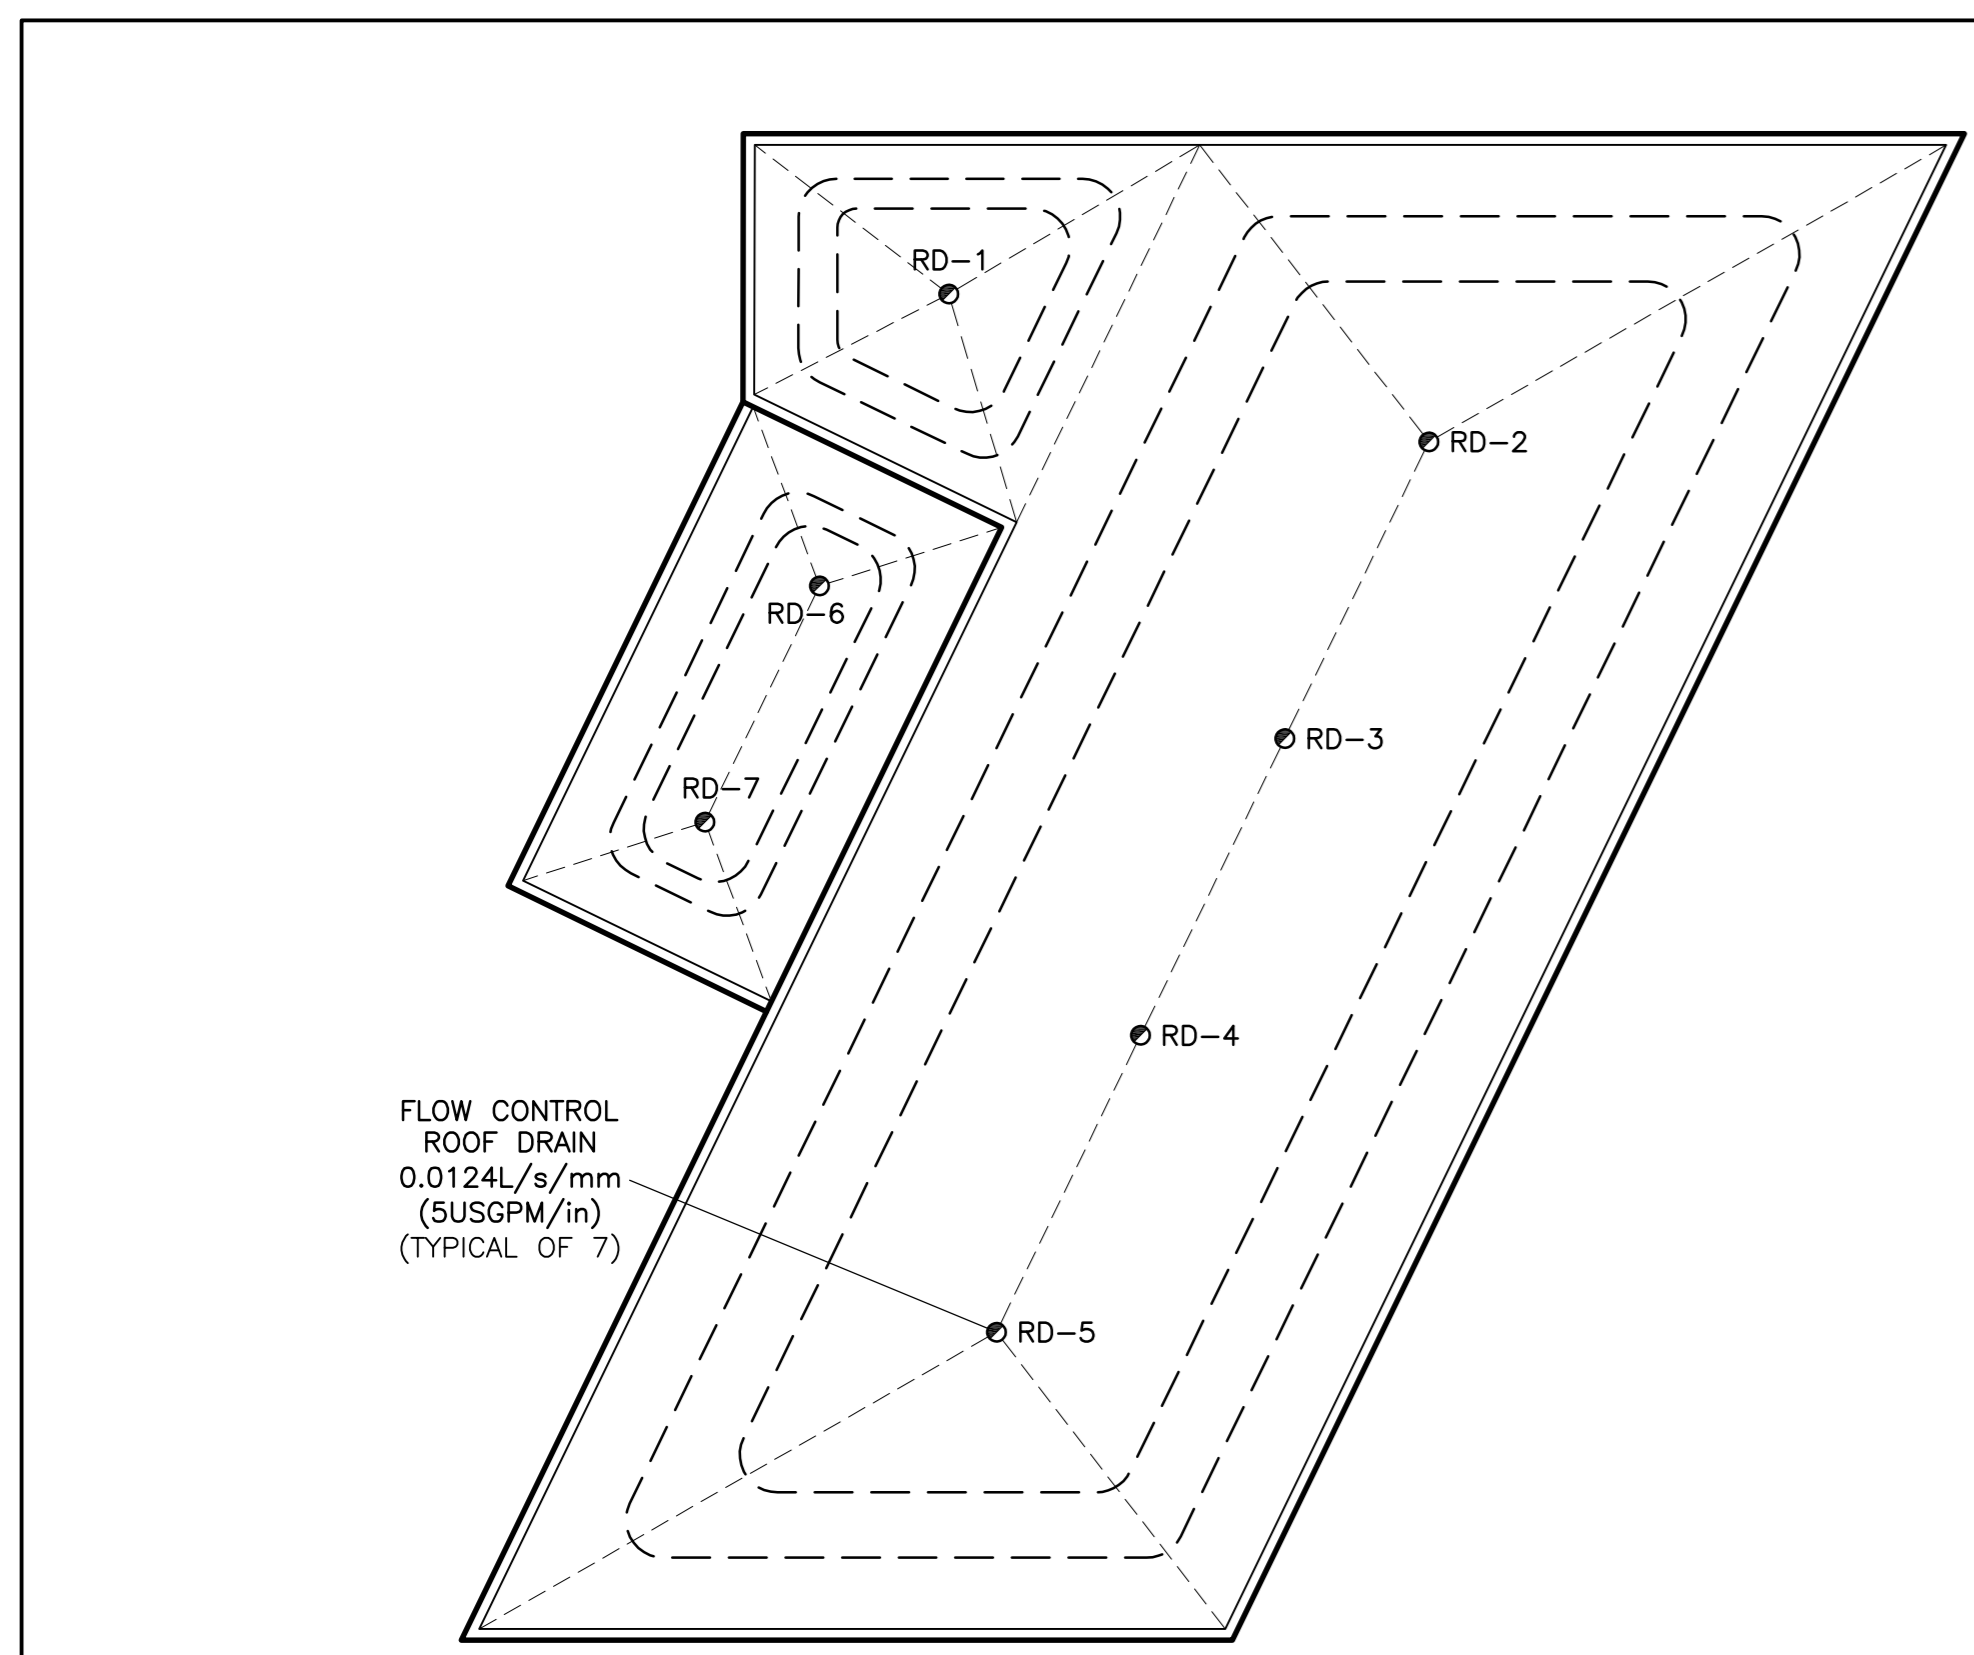 RD-1
RD-2
RD-6
RD-3
RD-7
RD-4
FLOW CONTROL
ROOF DRAIN
0.0124L/s/mm
(5USGPM/in)
(TYPICAL OF 7)
RD-5